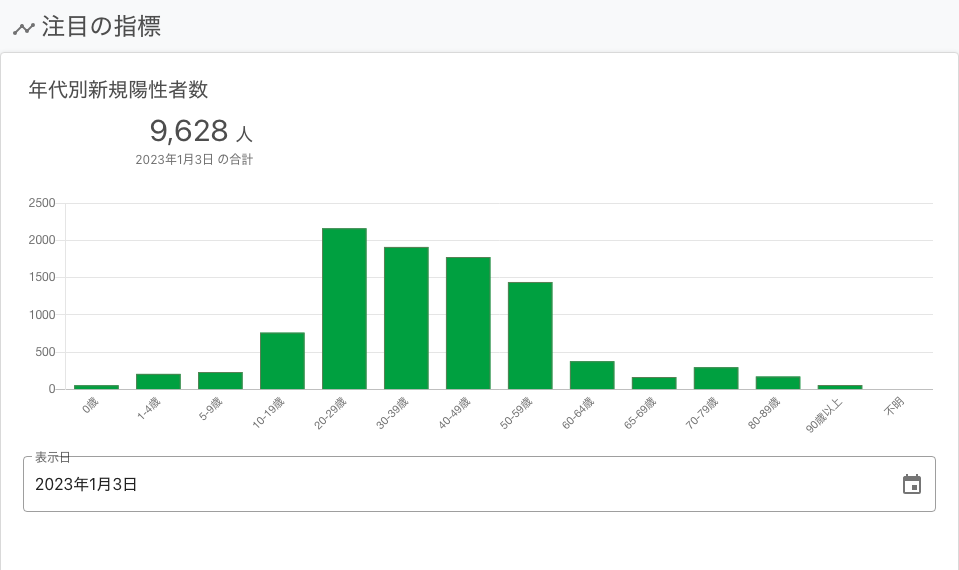 注目の指標
年代別新規陽性者数
9,628 人
2023年1月3日 の合計
2500
2000
1500
1000
500
0
0歳
1-4歳
5-9歳
10-19歳
20-29歳
30-39歳
40-49歳
50-59歳
60-64歳
65-69歳
70-79歳
80-89歳
90歳以上
不明
表示日
2023年1月3日